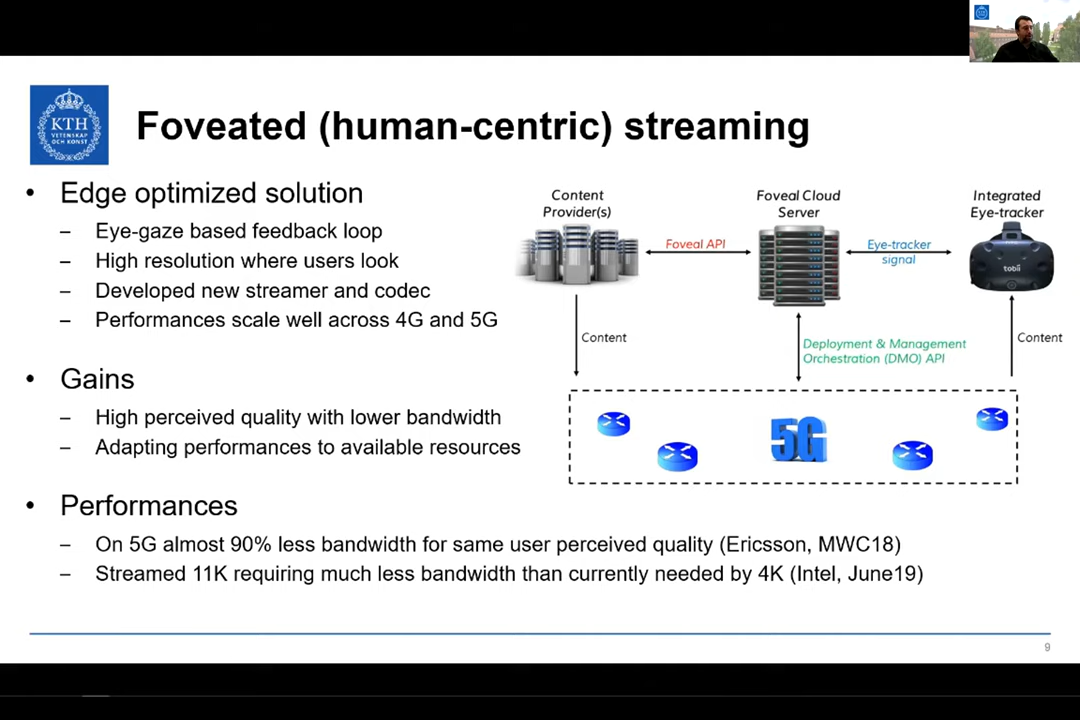 KTH
VETENSKAP
OCH KONST
Foveated (human-centric) streaming
• Edge optimized solution
– Eye-gaze based feedback loop
– High resolution where users look
– Developed new streamer and codec
– Performances scale well across 4G and 5G
• Gains
– High perceived quality with lower bandwidth
– Adapting performances to available resources
• Performances
– On 5G almost 90% less bandwidth for same user perceived quality (Ericsson, MWC18)
– Streamed 11K requiring much less bandwidth than currently needed by 4K (Intel, June19)
Content
Provider(s)
Foveal Cloud
Server
Integrated
Eye-tracker
Foveal API
Eye-tracker
signal
tobii
Content
Deployment & Management
Orchestration (DMO) API
Content
5G
9